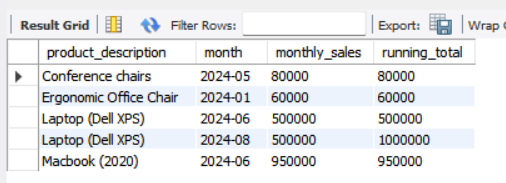 Result Grid Filter Rows: Export: Wrap
product_description month monthly_sales running_total
Conference chairs 2024-05 80000 80000
Ergonomic Office Chair 2024-01 60000 60000
Laptop (Dell XPS) 2024-06 500000 500000
Laptop (Dell XPS) 2024-08 500000 1000000
Macbook (2020) 2024-06 950000 950000